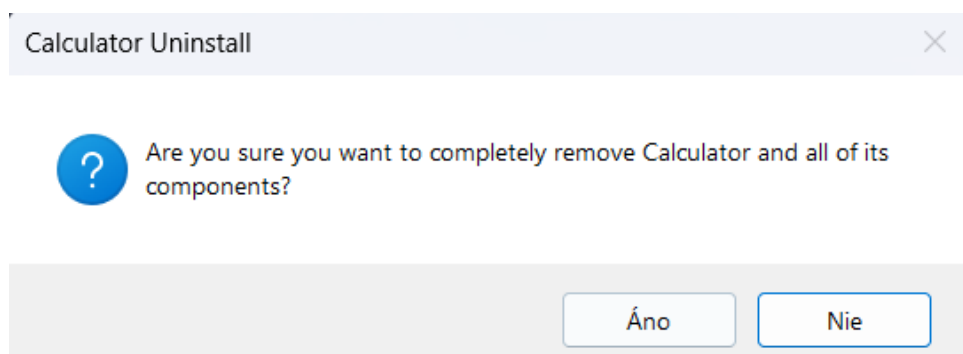 Calculator Uninstall
?
Are you sure you want to completely remove Calculator and all of its
components?
Áno
Nie